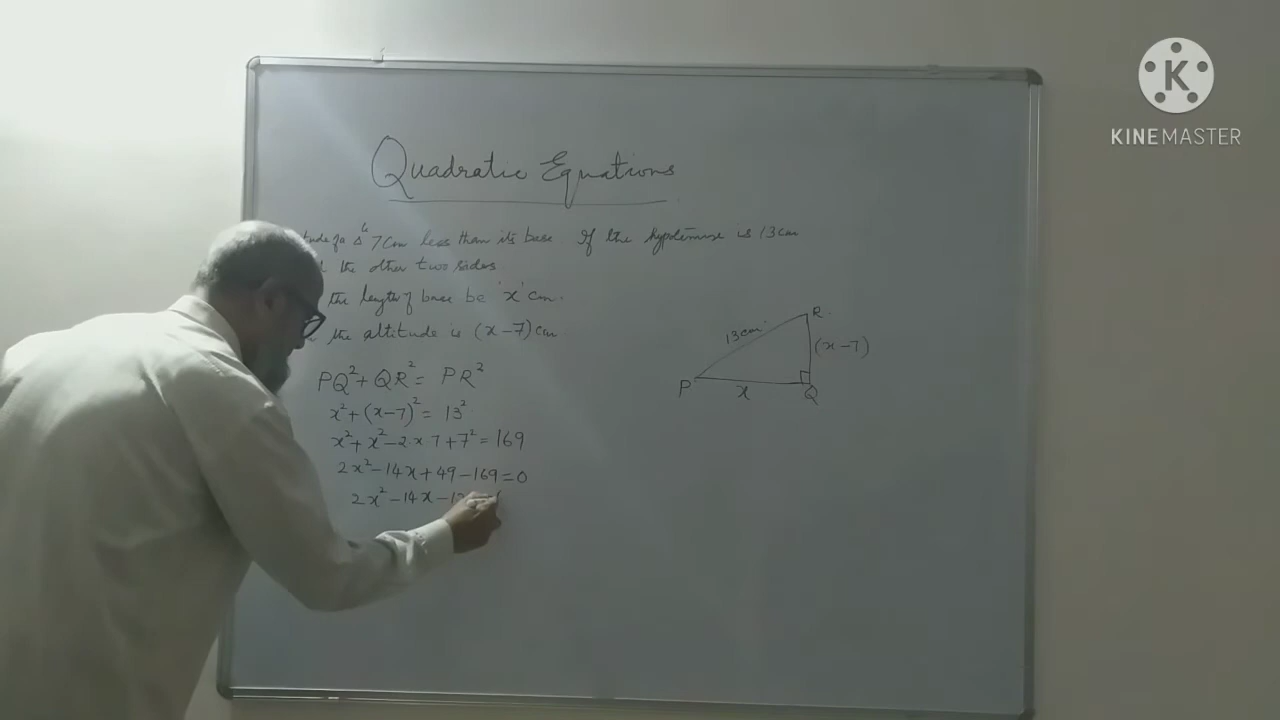 Quadratic Equations
of a Δ le 7cm less than its base If the hypotenuse is 13cm
the other two sides.
the length of base be 'x' cm.
the altitude is (x-7)cm
PQ² + QR² = PR²
x² + (x-7)² = 13²
x² + x² - 2 x 7 + 7² = 169
2x² - 14x + 49 - 169 = 0
2x² - 14x - 
13cm
R.
(x-7)
P
x
Q
K
KINEMASTER